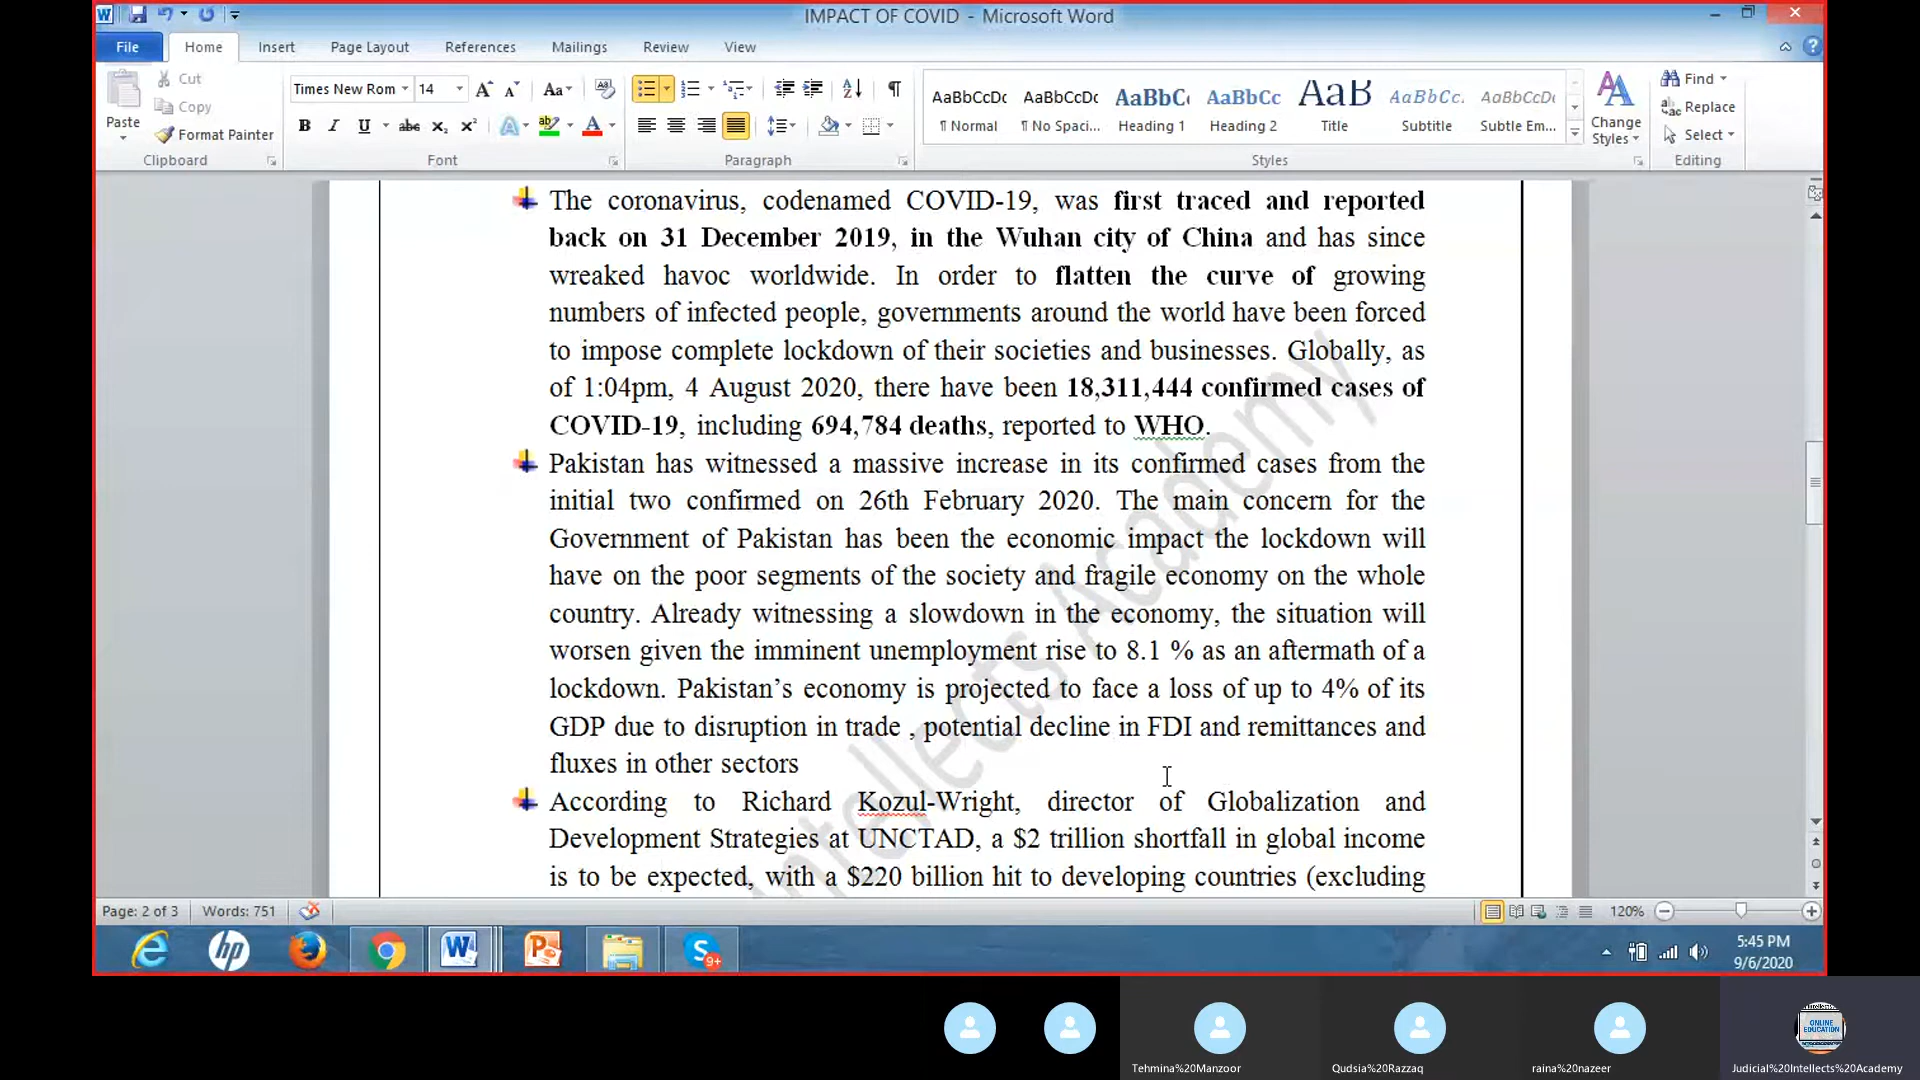 IMPACT OF COVID - Microsoft Word
File Home Insert Page Layout References Mailings Review View
Paste
Cut
Copy
Format Painter
Clipboard
Times New Rom 14
Font
Paragraph
AaBbCcDc AaBbCcDc AaBbC AaBbCc AaB AaBbCc. AaBbCcDc
¶ Normal ¶ No Spaci... Heading 1 Heading 2 Title Subtitle Subtle Em...
Styles
Change Styles
Find
Replace
Select
Editing
The coronavirus, codenamed COVID-19, was first traced and reported
back on 31 December 2019, in the Wuhan city of China and has since
wreaked havoc worldwide. In order to flatten the curve of growing
numbers of infected people, governments around the world have been forced
to impose complete lockdown of their societies and businesses. Globally, as
of 1:04pm, 4 August 2020, there have been 18,311,444 confirmed cases of
COVID-19, including 694,784 deaths, reported to WHO.
Pakistan has witnessed a massive increase in its confirmed cases from the
initial two confirmed on 26th February 2020. The main concern for the
Government of Pakistan has been the economic impact the lockdown will
have on the poor segments of the society and fragile economy on the whole
country. Already witnessing a slowdown in the economy, the situation will
worsen given the imminent unemployment rise to 8.1 % as an aftermath of a
lockdown. Pakistan’s economy is projected to face a loss of up to 4% of its
GDP due to disruption in trade , potential decline in FDI and remittances and
fluxes in other sectors
According to Richard Kozul-Wright, director of Globalization and
Development Strategies at UNCTAD, a $2 trillion shortfall in global income
is to be expected, with a $220 billion hit to developing countries (excluding
Intellects Academy
Page: 2 of 3 Words: 751 120%
5:45 PM
9/6/2020
Tehmina%20Manzoor Qudsia%20Razzaq raina%20nazeer Judicial%20Intellects%20Academy
ONLINE
EDUCATION